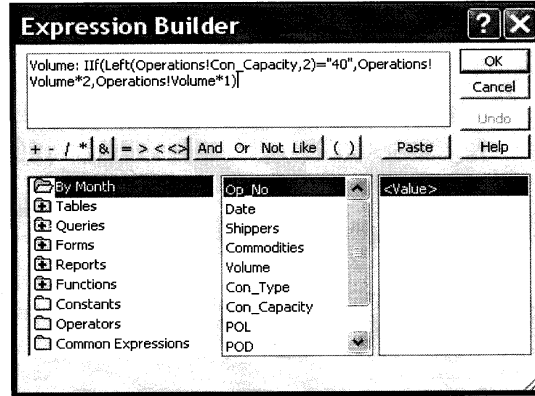 Expression Builder
? X
Volume: IIf(Left(Operations!Con_Capacity,2)="40",Operations!
Volume*2,Operations!Volume*1)
OK
Cancel
Undo
+ - / * & = > < <> And Or Not Like ( ) Paste Help
By Month
Tables
Queries
Forms
Reports
Functions
Constants
Operators
Common Expressions
Op_No
Date
Shippers
Commodities
Volume
Con_Type
Con_Capacity
POL
POD
<Value>